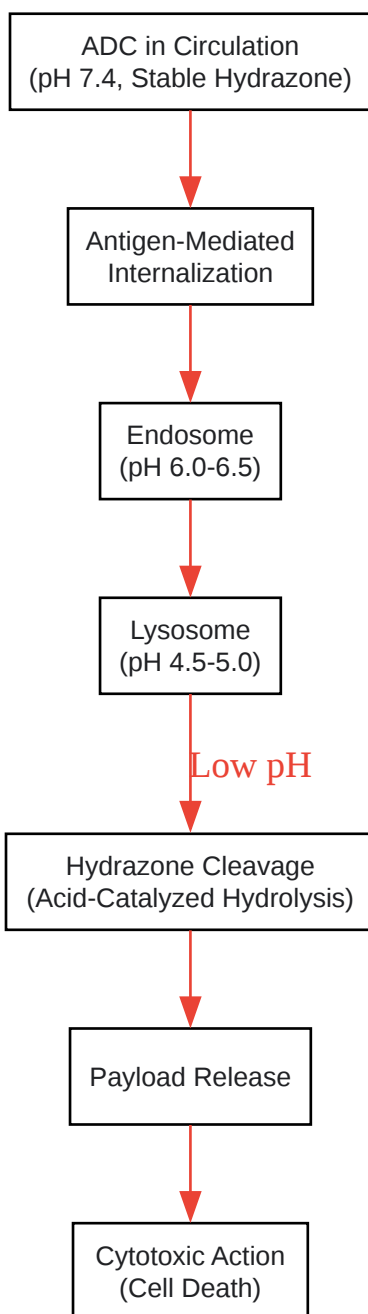 ADC in Circulation
(pH 7.4, Stable Hydrazone)
Antigen-Mediated
Internalization
Endosome
(pH 6.0-6.5)
Lysosome
(pH 4.5-5.0)
Low pH
Hydrazone Cleavage
(Acid-Catalyzed Hydrolysis)
Payload Release
Cytotoxic Action
(Cell Death)